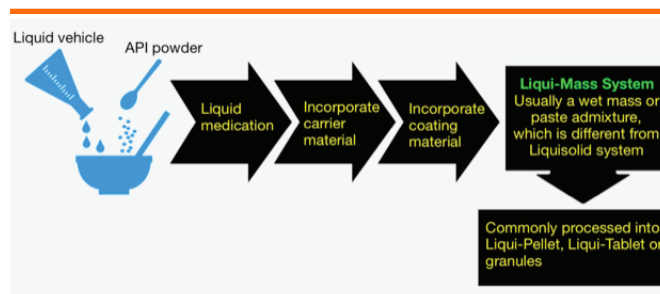 Liquid vehicle
API powder
Liquid
medication
Incorporate
carrier
material
Incorporate
coating
material
Liqui-Mass System
Usually a wet mass or
paste admixture,
which is different from
Liquisolid system
Commonly processed into
Liqui-Pellet, Liqui-Tablet or
granules